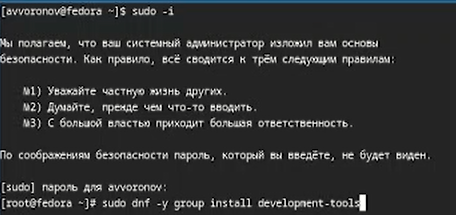 [avvoronov@fedora ~]$ sudo -i
Мы полагаем, что ваш системный администратор изложил вам основы
безопасности. Как правило, всё сводится к трём следующим правилам:
№1) Уважайте частную жизнь других.
№2) Думайте, прежде чем что-то вводить.
№3) С большой властью приходит большая ответственность.
По соображениям безопасности пароль, который вы введёте, не будет виден.
[sudo] пароль для avvoronov:
[root@fedora ~]# sudo dnf -y group install development-tools